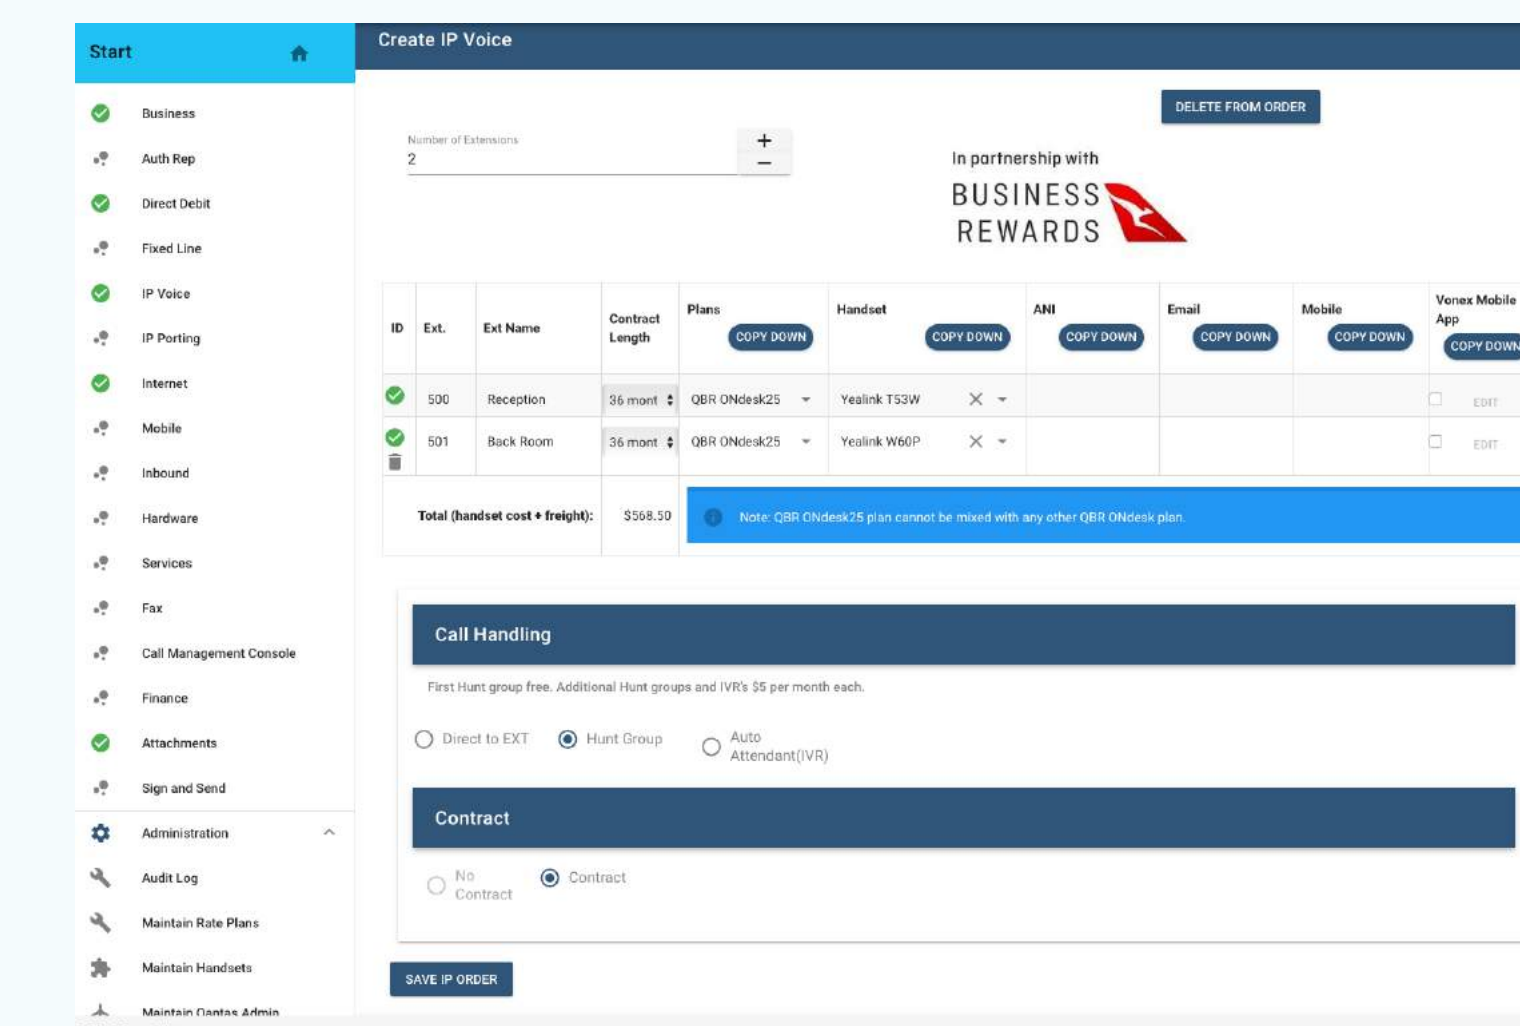 Start
Create IP Voice
DELETE FROM ORDER
Business
Auth Rep
Direct Debit
Fixed Line
IP Voice
IP Porting
Internet
Mobile
Inbound
Hardware
Services
Fax
Call Management Console
Finance
Attachments
Sign and Send
Administration
Audit Log
Maintain Rate Plans
Maintain Handsets
Maintain Qantas Admin
Number of Extensions
2
+
−
In partnership with
BUSINESS
REWARDS
ID
Ext.
Ext Name
Contract
Length
Plans
COPY DOWN
Handset
COPY DOWN
ANI
COPY DOWN
Email
COPY DOWN
Mobile
COPY DOWN
Vonex Mobile
App
COPY DOWN
500 Reception 36 mont QBR ONdesk25 Yealink T53W EDIT
501 Back Room 36 mont QBR ONdesk25 Yealink W60P EDIT
Total (handset cost + freight): $568.50 Note: QBR ONdesk25 plan cannot be mixed with any other QBR ONdesk plan.
Call Handling
First Hunt group free. Additional Hunt groups and IVR's $5 per month each.
Direct to EXT
Hunt Group
Auto
Attendant(IVR)
Contract
No
Contract
Contract
SAVE IP ORDER